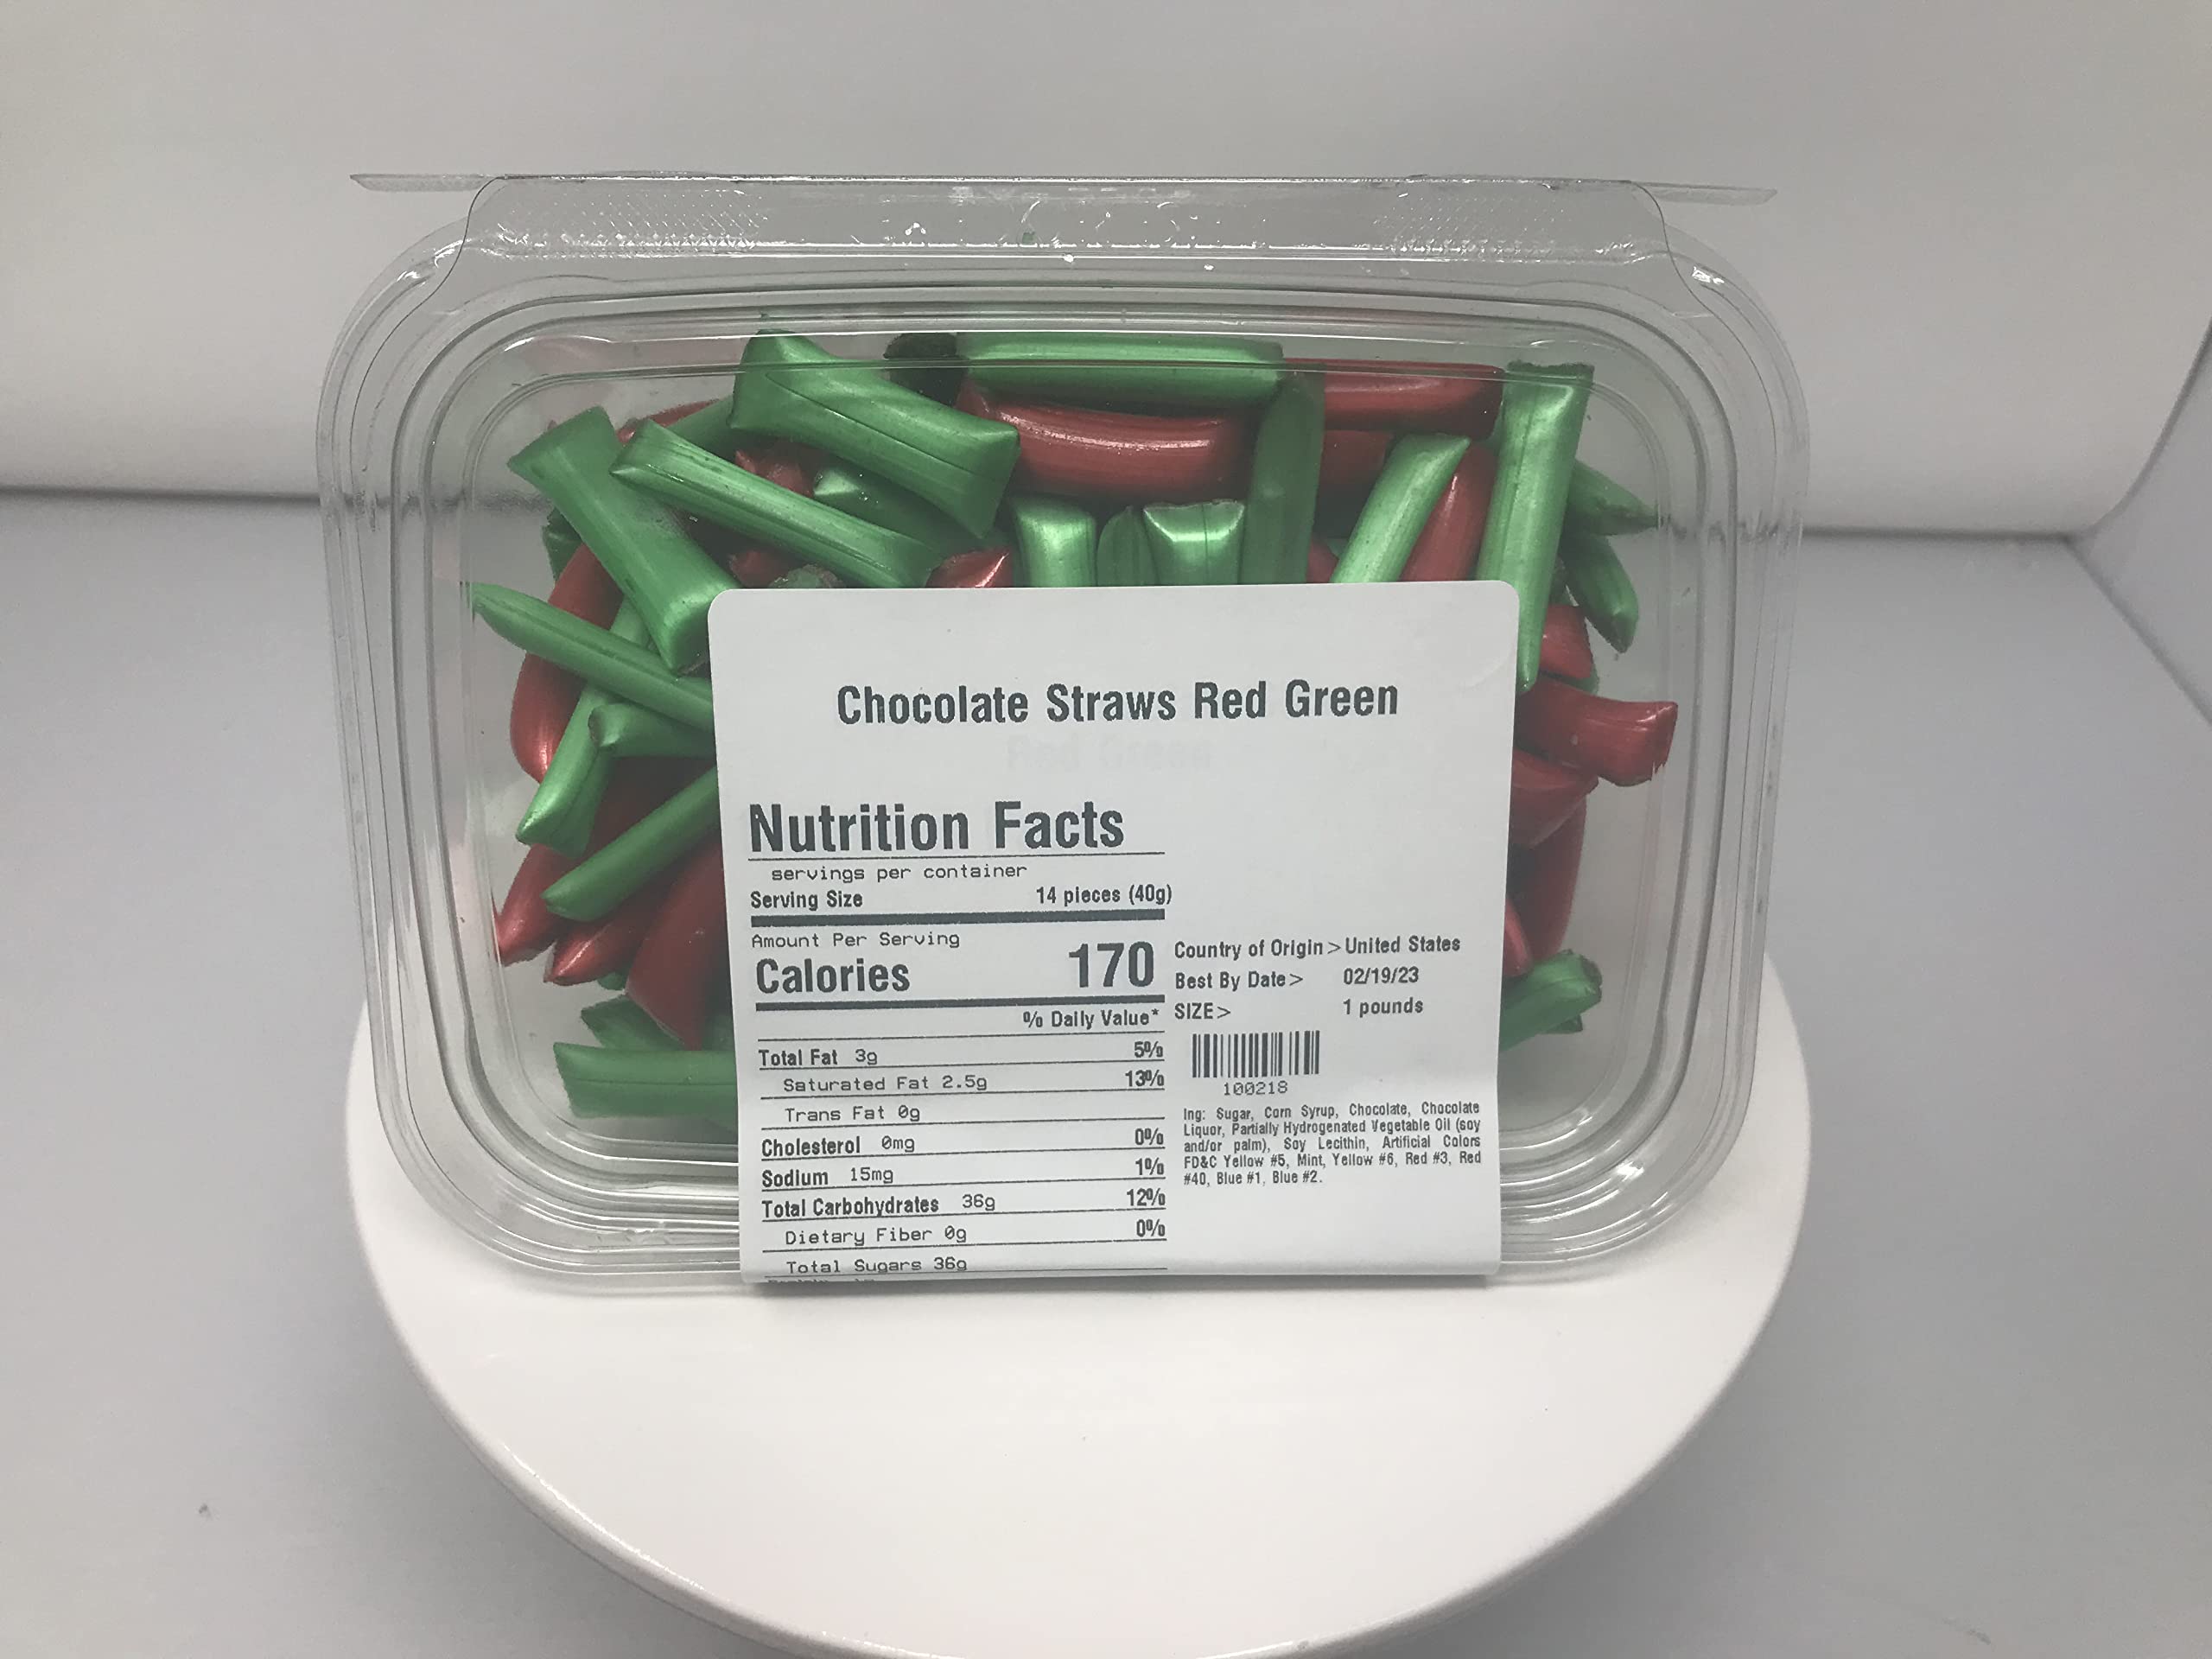 Chocolate Straws Red Green
Red Green
Nutrition Facts
servings per container
Serving Size 14 pieces (40g)
Amount Per Serving
Calories 170
% Daily Value*
Total Fat 3g 5%
Saturated Fat 2.5g 13%
Trans Fat 0g
Cholesterol 0mg 0%
Sodium 15mg 1%
Total Carbohydrates 36g 12%
Dietary Fiber 0g 0%
Total Sugars 36g
Country of Origin > United States
Best By Date > 02/19/23
SIZE > 1 pounds
100218
Ing: Sugar, Corn Syrup, Chocolate, Chocolate
Liquor, Partially Hydrogenated Vegetable Oil (soy
and/or palm), Soy Lecithin, Artificial Colors
FD&C Yellow #5, Mint, Yellow #6, Red #3, Red
#40, Blue #1, Blue #2.